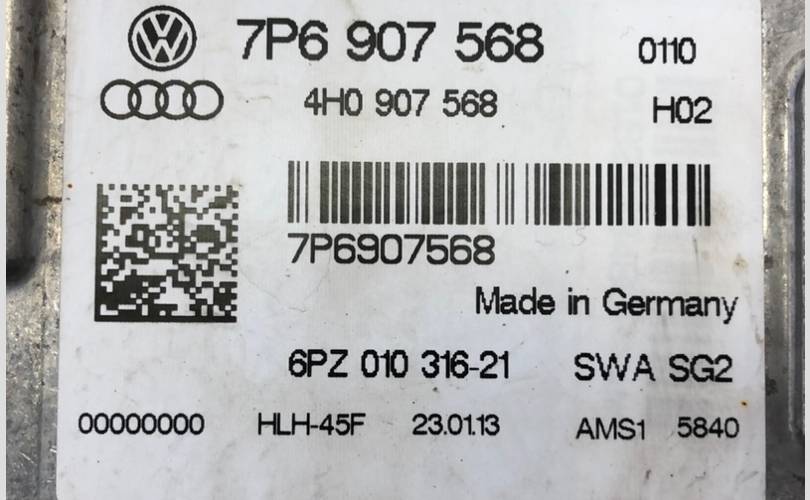 7P6 907 568 0110
4H0 907 568 H02
7P6907568
Made in Germany
6PZ 010 316-21 SWA SG2
00000000 HLH-45F 23.01.13 AMS1 5840